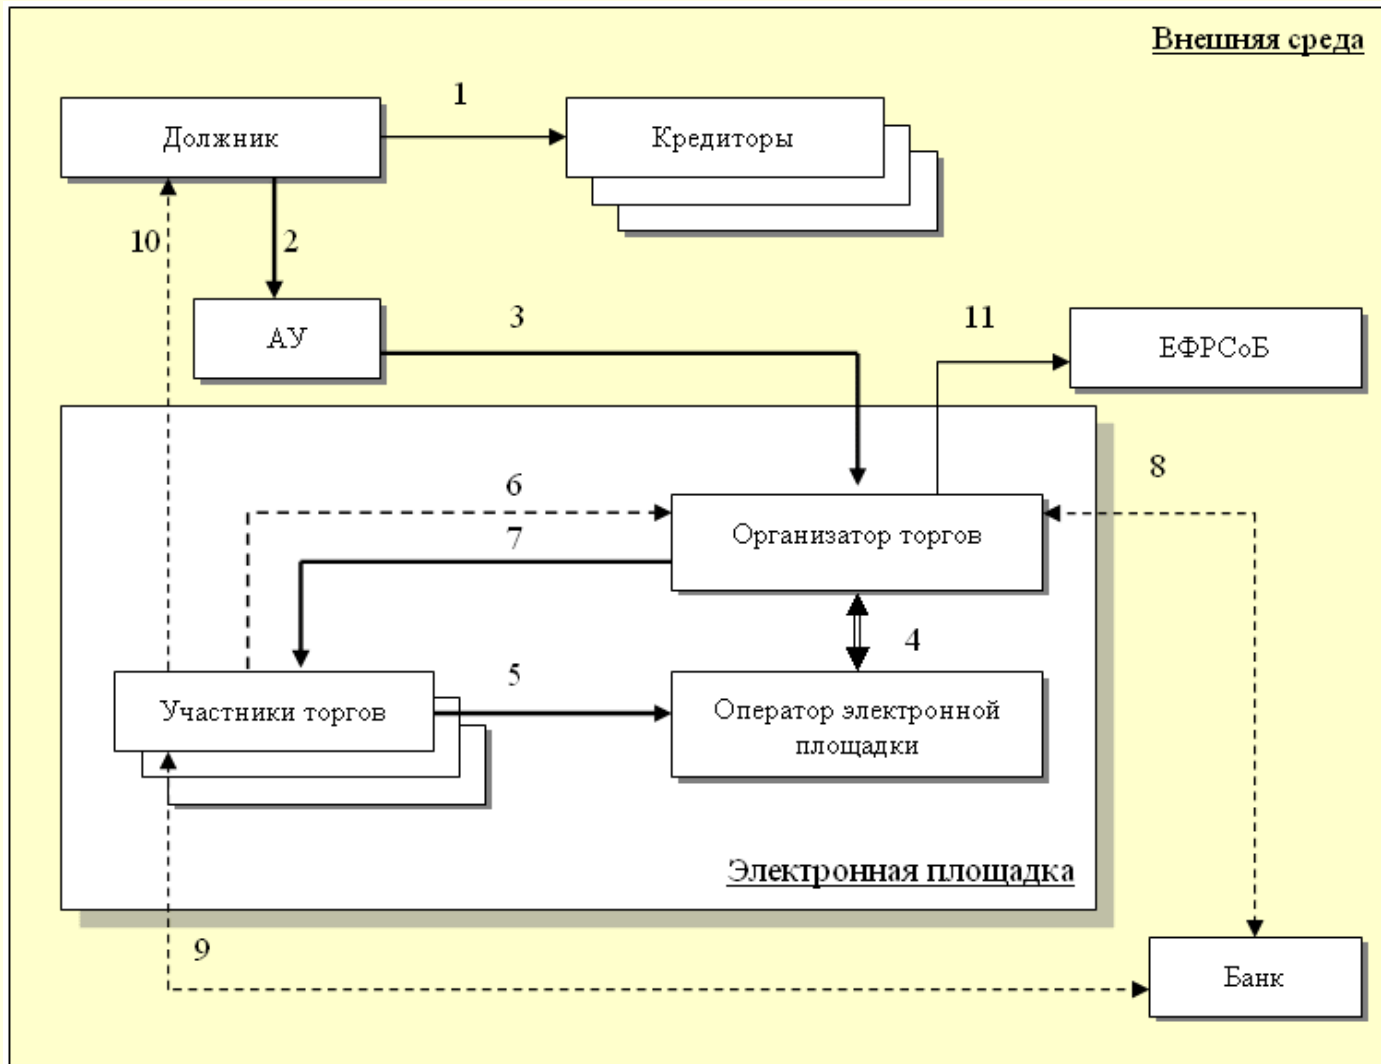 Внешняя среда
1
Должник
Кредиторы
10
2
3
11
АУ
ЕФРСоБ
8
6
Организатор торгов
7
4
5
Участники торгов
Оператор электронной
площадки
Электронная площадка
9
Банк